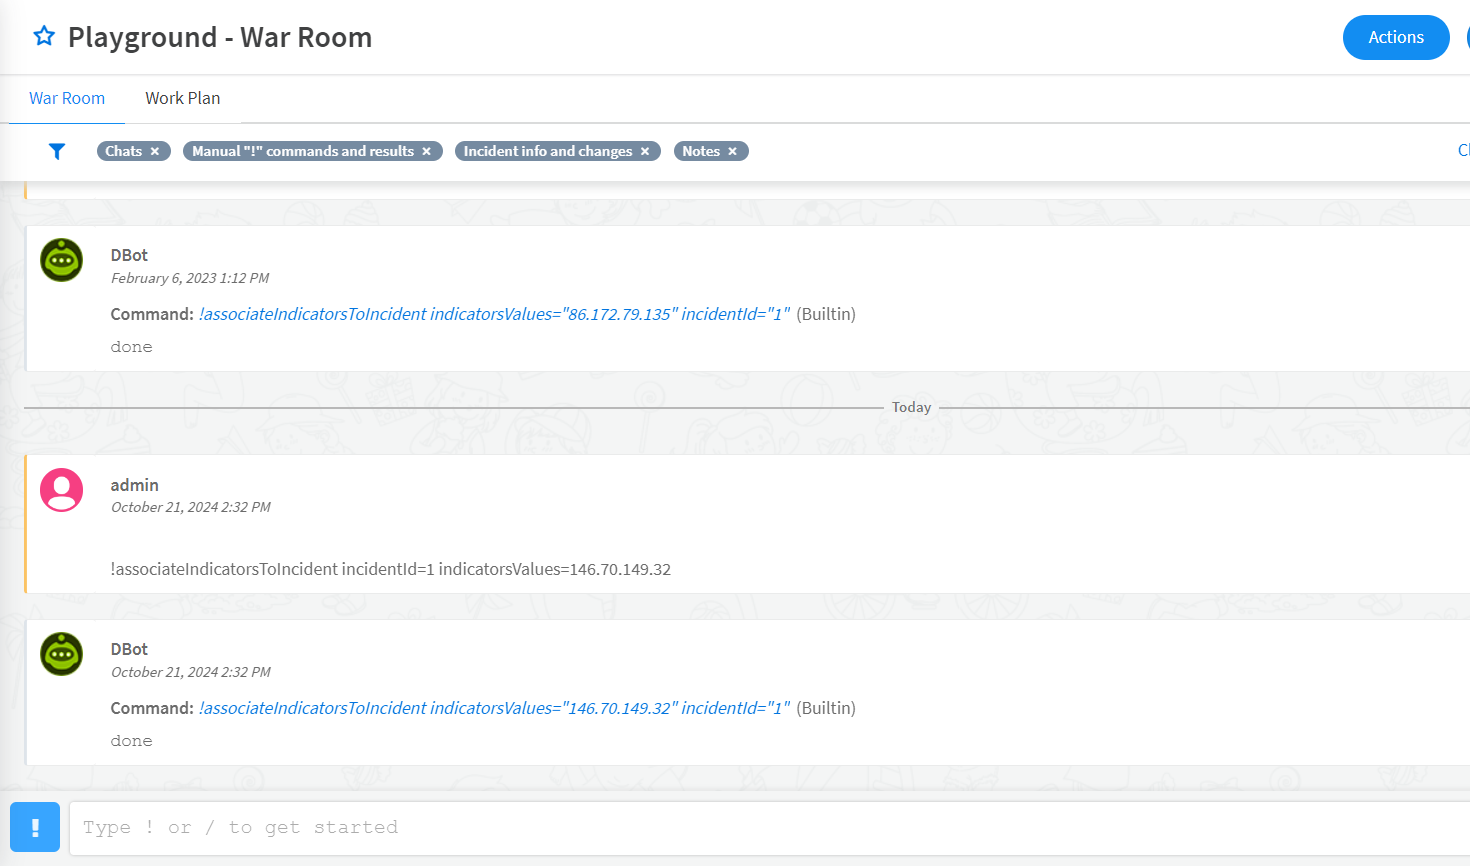 Playground - War Room
Actions
War Room
Work Plan
Chats ×
Manual "!" commands and results ×
Incident info and changes ×
Notes ×
DBot
February 6, 2023 1:12 PM
Command: !associateIndicatorsToIncident indicatorsValues="86.172.79.135" incidentId="1" (Builtin)
done
Today
admin
October 21, 2024 2:32 PM
!associateIndicatorsToIncident incidentId=1 indicatorsValues=146.70.149.32
DBot
October 21, 2024 2:32 PM
Command: !associateIndicatorsToIncident indicatorsValues="146.70.149.32" incidentId="1" (Builtin)
done
! Type ! or / to get started